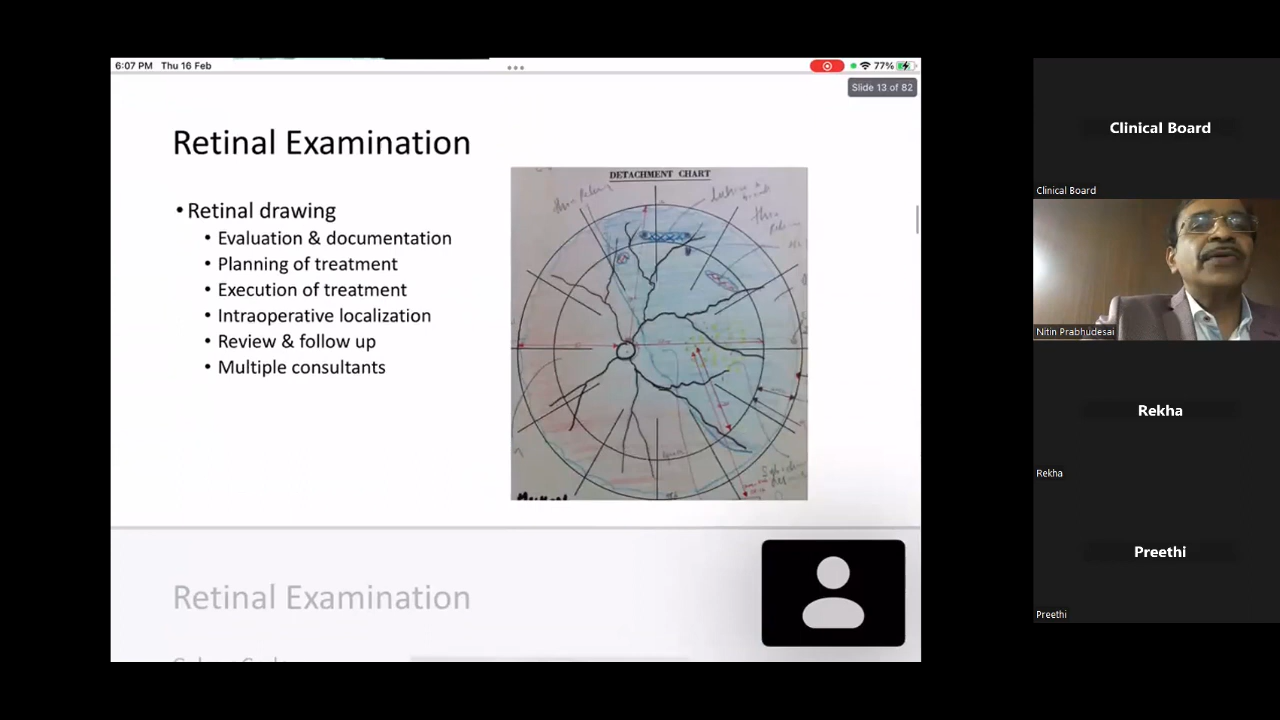 6:07 PM Thu 16 Feb
77%
Slide 13 of 82
Retinal Examination
• Retinal drawing
• Evaluation & documentation
• Planning of treatment
• Execution of treatment
• Intraoperative localization
• Review & follow up
• Multiple consultants
DETACHMENT CHART
Retinal Examination
Clinical Board
Clinical Board
Nitin Prabhudesai
Rekha
Rekha
Preethi
Preethi